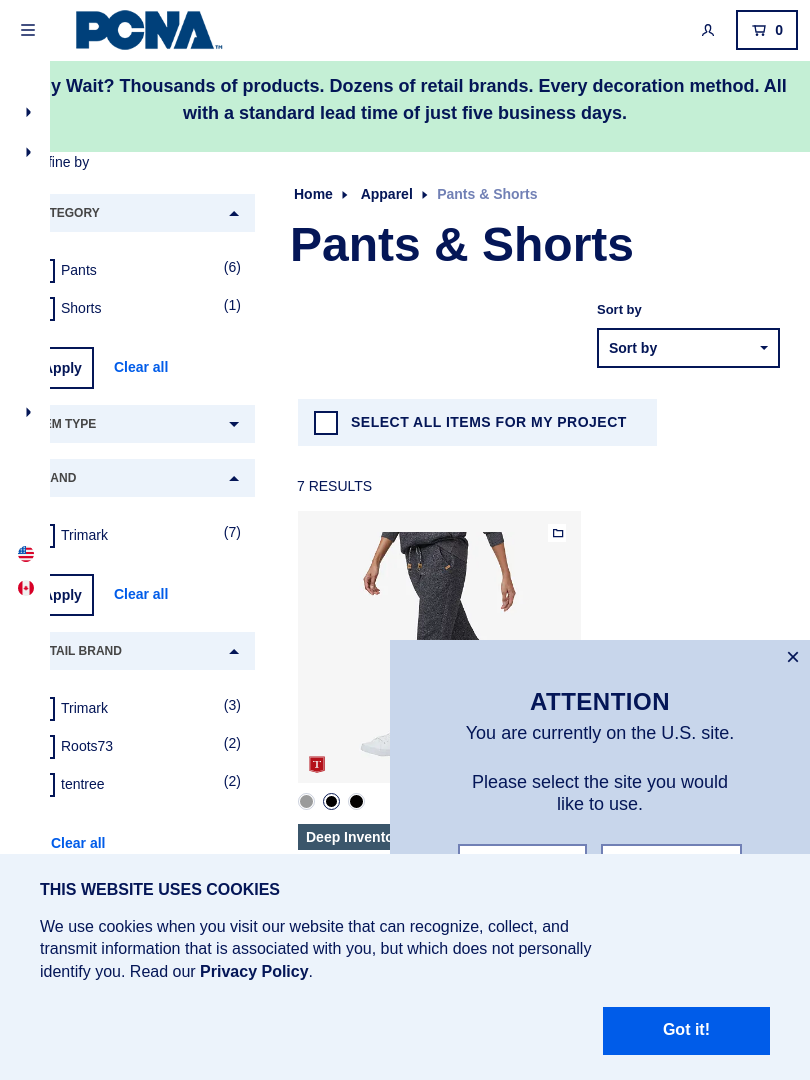 PCNA TM
0
y Wait? Thousands of products. Dozens of retail brands. Every decoration method. All
with a standard lead time of just five business days.
fine by
Home Apparel Pants & Shorts
TEGORY
Pants (6)
Shorts (1)
Apply Clear all
EM TYPE
AND
Trimark (7)
Apply Clear all
TAIL BRAND
Trimark (3)
Roots73 (2)
tentree (2)
Clear all
Pants & Shorts
Sort by
Sort by
SELECT ALL ITEMS FOR MY PROJECT
7 RESULTS
T
Deep Invento
×
ATTENTION
You are currently on the U.S. site.
Please select the site you would
like to use.
THIS WEBSITE USES COOKIES
We use cookies when you visit our website that can recognize, collect, and
transmit information that is associated with you, but which does not personally
identify you. Read our Privacy Policy.
Got it!